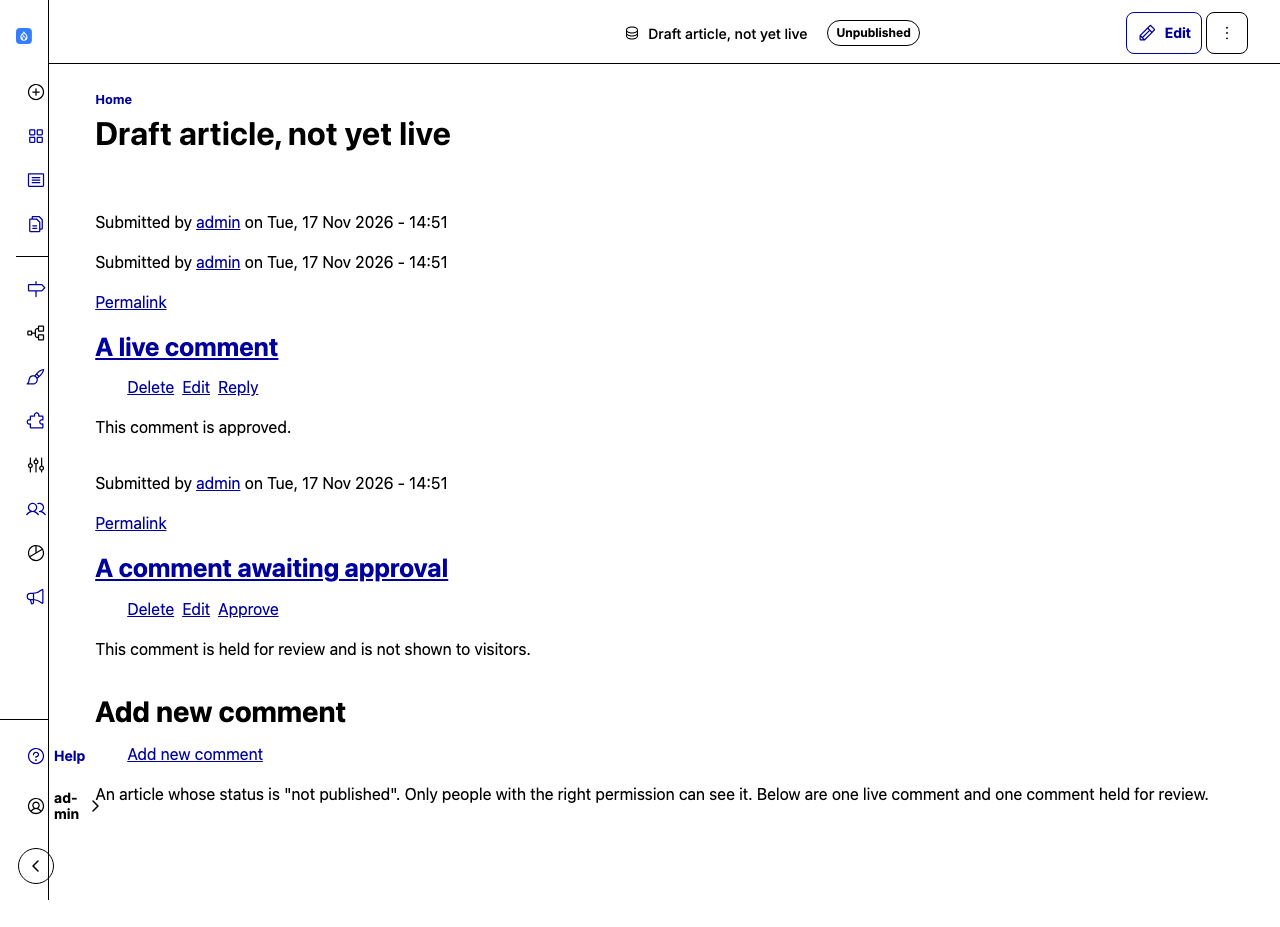 Draft article, not yet live
Unpublished
Edit
Home
Draft article, not yet live
Submitted by admin on Tue, 17 Nov 2026 - 14:51
Submitted by admin on Tue, 17 Nov 2026 - 14:51
Permalink
A live comment
Delete Edit Reply
This comment is approved.
Submitted by admin on Tue, 17 Nov 2026 - 14:51
Permalink
A comment awaiting approval
Delete Edit Approve
This comment is held for review and is not shown to visitors.
Add new comment
Add new comment
An article whose status is "not published". Only people with the right permission can see it. Below are one live comment and one comment held for review.
Help
ad-
min